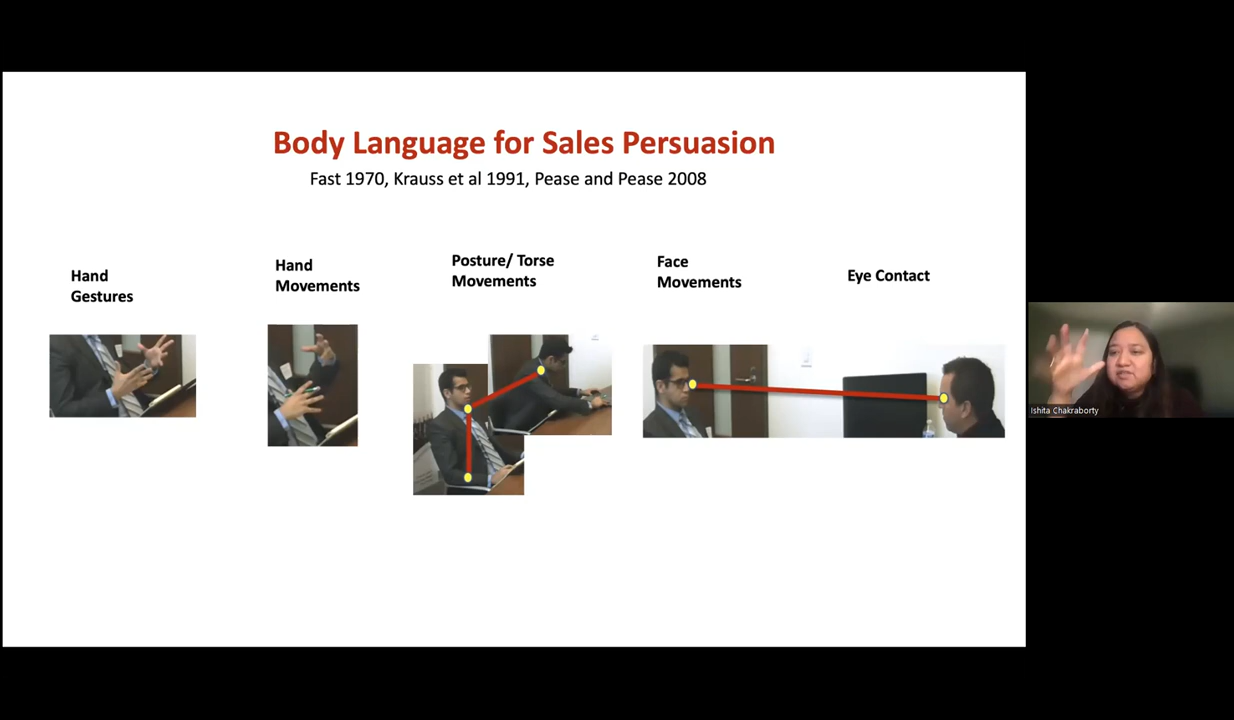 Body Language for Sales Persuasion
Fast 1970, Krauss et al 1991, Pease and Pease 2008
Hand
Gestures
Hand
Movements
Posture/ Torse
Movements
Face
Movements
Eye Contact
Ishita Chakraborty